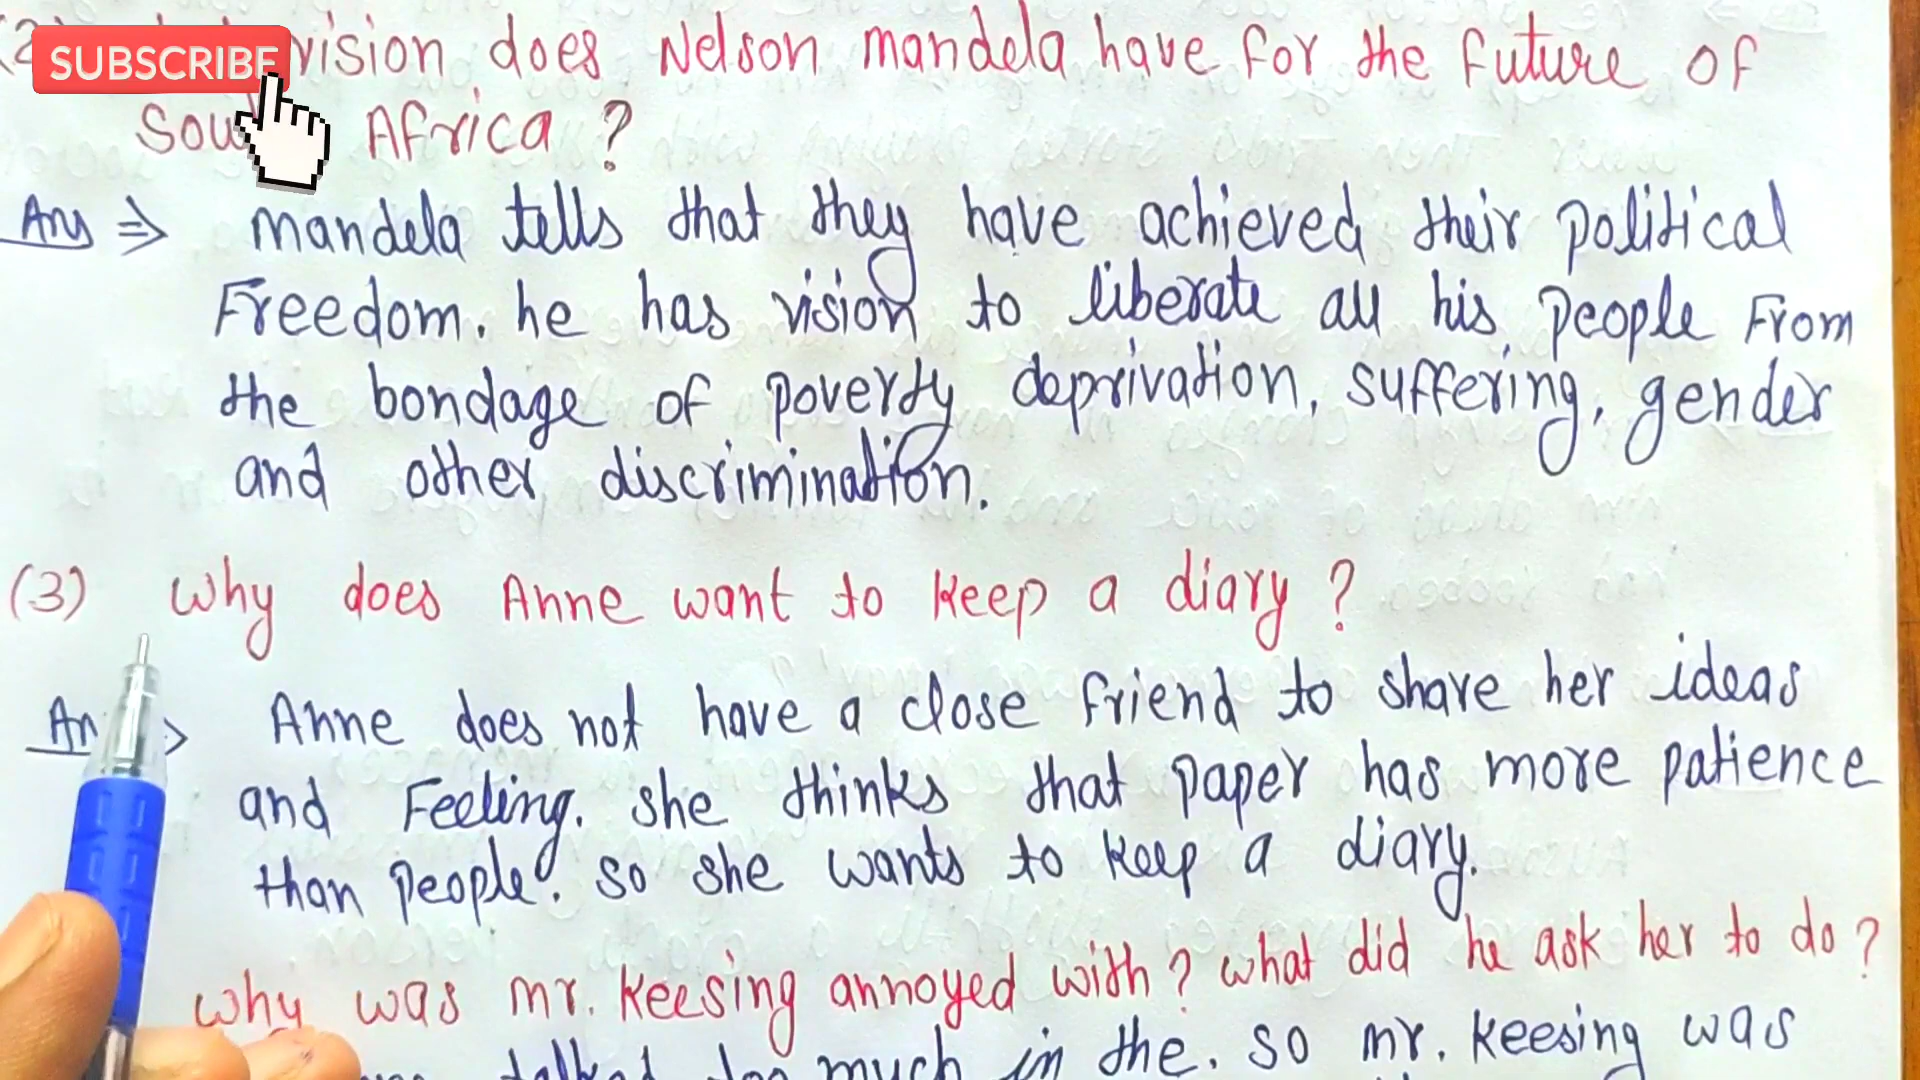 SUBSCRIBE
vision does Nelson mandela have for the future of
Africa ?
Ans ⇒ mandela tells that they have achieved their political
Freedom. he has vision to liberate all his people From
the bondage of poverty deprivation, suffering, gender
and other discrimination.
(3) Why does Anne want to keep a diary ?
Anne does not have a close friend to share her ideas
and Feeling. she thinks that paper has more patience
than people. so she wants to keep a diary.
why was mr. keesing annoyed with ? what did he ask her to do ?
talked too much in the. so mr. keesing was